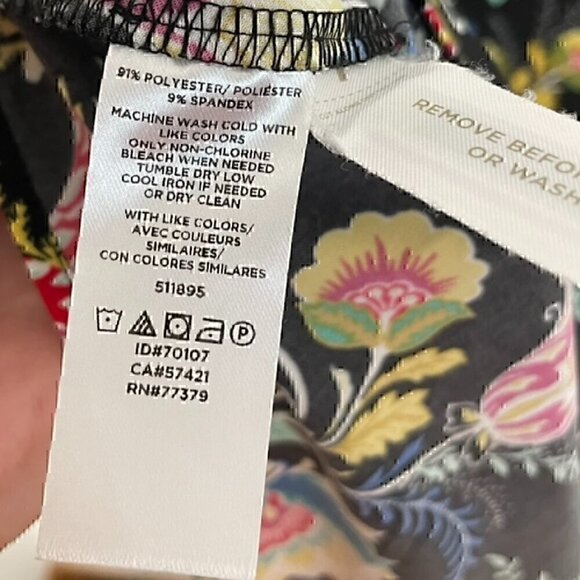 91% POLYESTER/ POLIÉSTER
9% SPANDEX
MACHINE WASH COLD WITH
LIKE COLORS
ONLY NON-CHLORINE
BLEACH WHEN NEEDED
TUMBLE DRY LOW
COOL IRON IF NEEDED
OR DRY CLEAN
WITH LIKE COLORS/
AVEC COULEURS
SIMILAIRES/
CON COLORES SIMILARES
511895
P
ID#70107
CA#57421
RN#77379
REMOVE BEFO
OR WASH